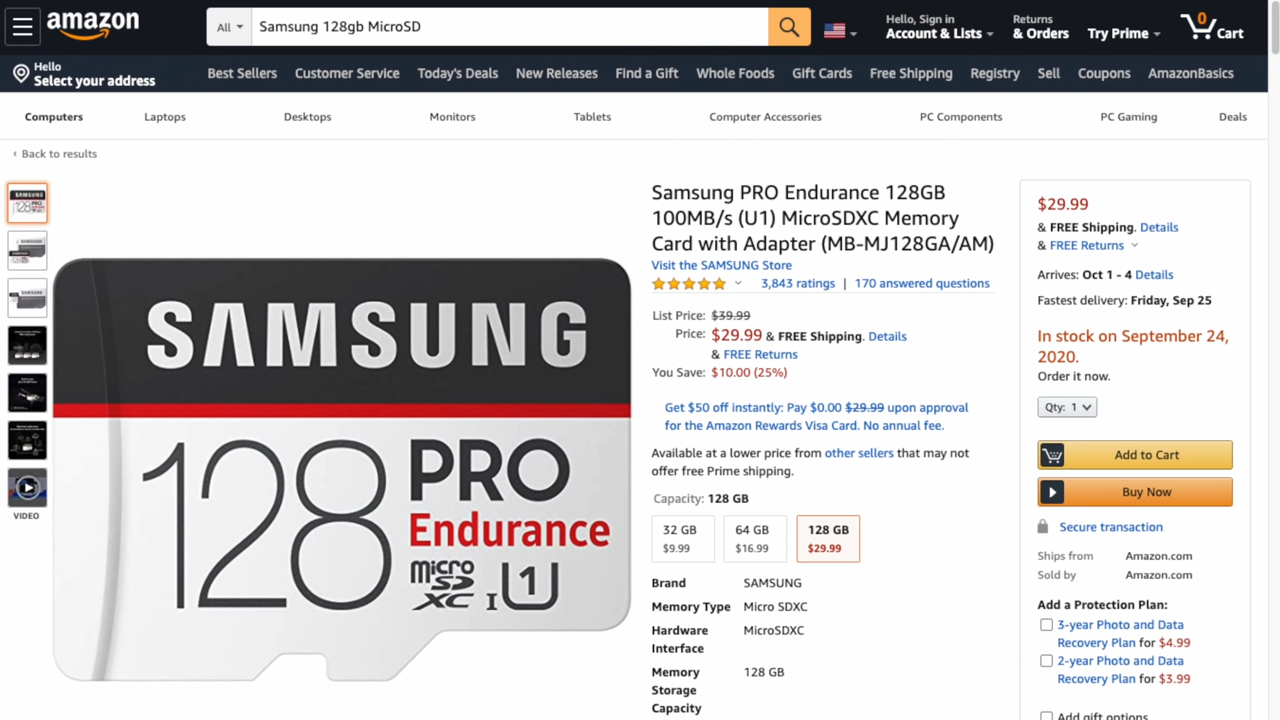 amazon
All
Samsung 128gb MicroSD
Hello, Sign in
Account & Lists
Returns
& Orders
Try Prime
0
Cart
Hello
Select your address
Best Sellers
Customer Service
Today's Deals
New Releases
Find a Gift
Whole Foods
Gift Cards
Free Shipping
Registry
Sell
Coupons
AmazonBasics
Computers
Laptops
Desktops
Monitors
Tablets
Computer Accessories
PC Components
PC Gaming
Deals
‹ Back to results
VIDEO
SAMSUNG
128
PRO
Endurance
micro
SD
XC I U1
Samsung PRO Endurance 128GB
100MB/s (U1) MicroSDXC Memory
Card with Adapter (MB-MJ128GA/AM)
Visit the SAMSUNG Store
3,843 ratings | 170 answered questions
List Price: $39.99
Price: $29.99 & FREE Shipping. Details
& FREE Returns
You Save: $10.00 (25%)
Get $50 off instantly: Pay $0.00 $29.99 upon approval
for the Amazon Rewards Visa Card. No annual fee.
Available at a lower price from other sellers that may not
offer free Prime shipping.
Capacity: 128 GB
32 GB
$9.99
64 GB
$16.99
128 GB
$29.99
Brand SAMSUNG
Memory Type Micro SDXC
Hardware MicroSDXC
Interface
Memory 128 GB
Storage
Capacity
$29.99
& FREE Shipping. Details
& FREE Returns
Arrives: Oct 1 - 4 Details
Fastest delivery: Friday, Sep 25
In stock on September 24,
2020.
Order it now.
Qty: 1
Add to Cart
Buy Now
Secure transaction
Ships from Amazon.com
Sold by Amazon.com
Add a Protection Plan:
3-year Photo and Data
Recovery Plan for $4.99
2-year Photo and Data
Recovery Plan for $3.99
Add gift options